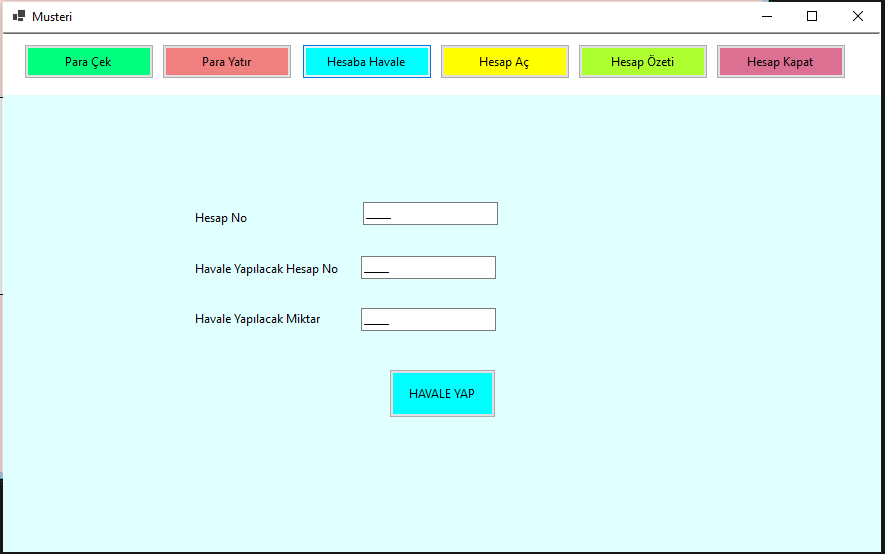 Musteri
Para Çek Para Yatır Hesaba Havale Hesap Aç Hesap Özeti Hesap Kapat
Hesap No ____
Havale Yapılacak Hesap No ____
Havale Yapılacak Miktar ____
HAVALE YAP